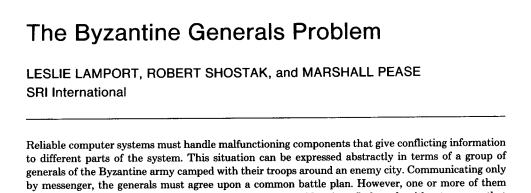 The Byzantine Generals Problem
LESLIE LAMPORT, ROBERT SHOSTAK, and MARSHALL PEASE
SRI International
Reliable computer systems must handle malfunctioning components that give conflicting information
to different parts of the system. This situation can be expressed abstractly in terms of a group of
generals of the Byzantine army camped with their troops around an enemy city. Communicating only
by messenger, the generals must agree upon a common battle plan. However, one or more of them